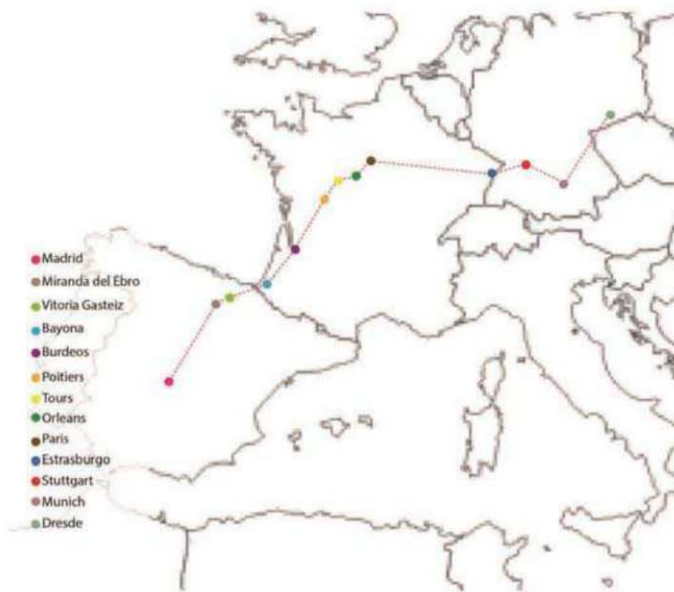 Madrid
Miranda del Ebro
Vitoria Gasteiz
Bayona
Burdeos
Poitiers
Tours
Orleans
Paris
Estrasburgo
Stuttgart
Munich
Dresde